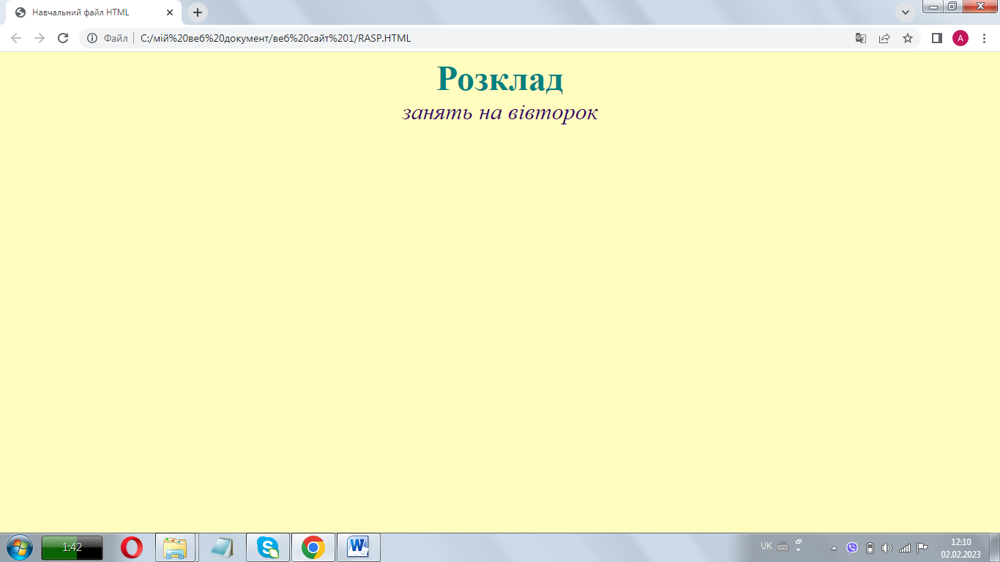 Навчальний файл HTML
Файл
C:/мій%20веб%20документ/веб%20сайт%201/RASP.HTML
A
Розклад
занять на вівторок
1:42
UK
12:10
02.02.2023